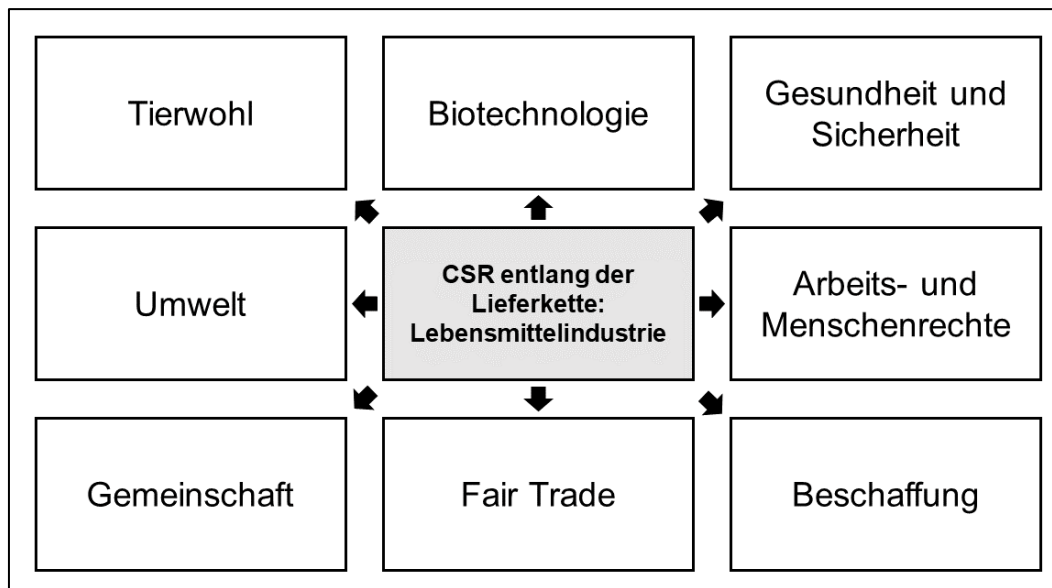 Tierwohl
Biotechnologie
Gesundheit und
Sicherheit
Umwelt
CSR entlang der
Lieferkette:
Lebensmittelindustrie
Arbeits- und
Menschenrechte
Gemeinschaft
Fair Trade
Beschaffung